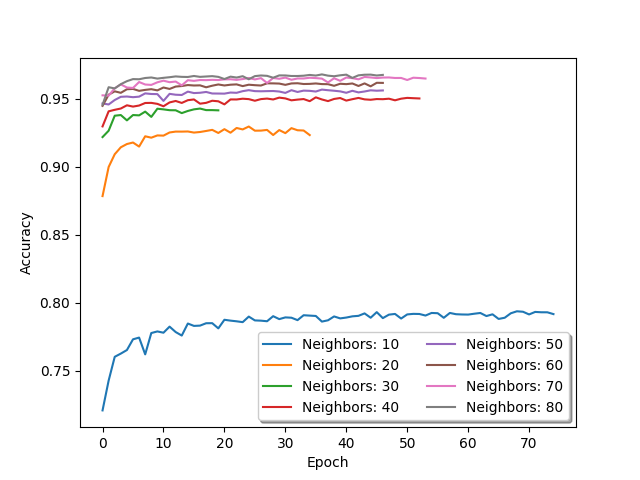 0.95
0.90
0.85
0.80
0.75
Accuracy
Neighbors: 10
Neighbors: 20
Neighbors: 30
Neighbors: 40
Neighbors: 50
Neighbors: 60
Neighbors: 70
Neighbors: 80
0 10 20 30 40 50 60 70
Epoch